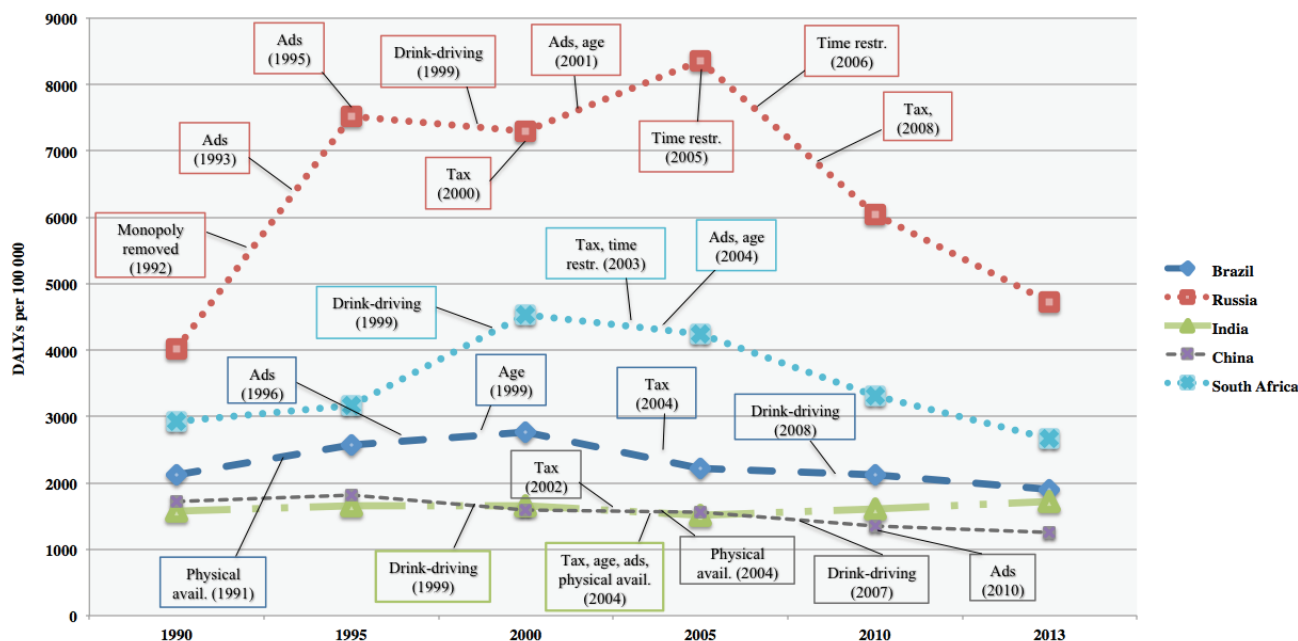 9000
8000
7000
6000
5000
4000
3000
2000
1000
0
DALYs per 100 000
Ads
(1995)
Drink-driving
(1999)
Ads, age
(2001)
Time restr.
(2006)
Ads
(1993)
Tax
(2000)
Time restr.
(2005)
Tax,
(2008)
Monopoly
removed
(1992)
Drink-driving
(1999)
Tax, time
restr. (2003)
Ads, age
(2004)
Ads
(1996)
Age
(1999)
Tax
(2004)
Drink-driving
(2008)
Tax
(2002)
Physical
avail. (1991)
Drink-driving
(1999)
Tax, age, ads,
physical avail.
(2004)
Physical
avail. (2004)
Drink-driving
(2007)
Ads
(2010)
1990
1995
2000
2005
2010
2013
Brazil
Russia
India
China
South Africa